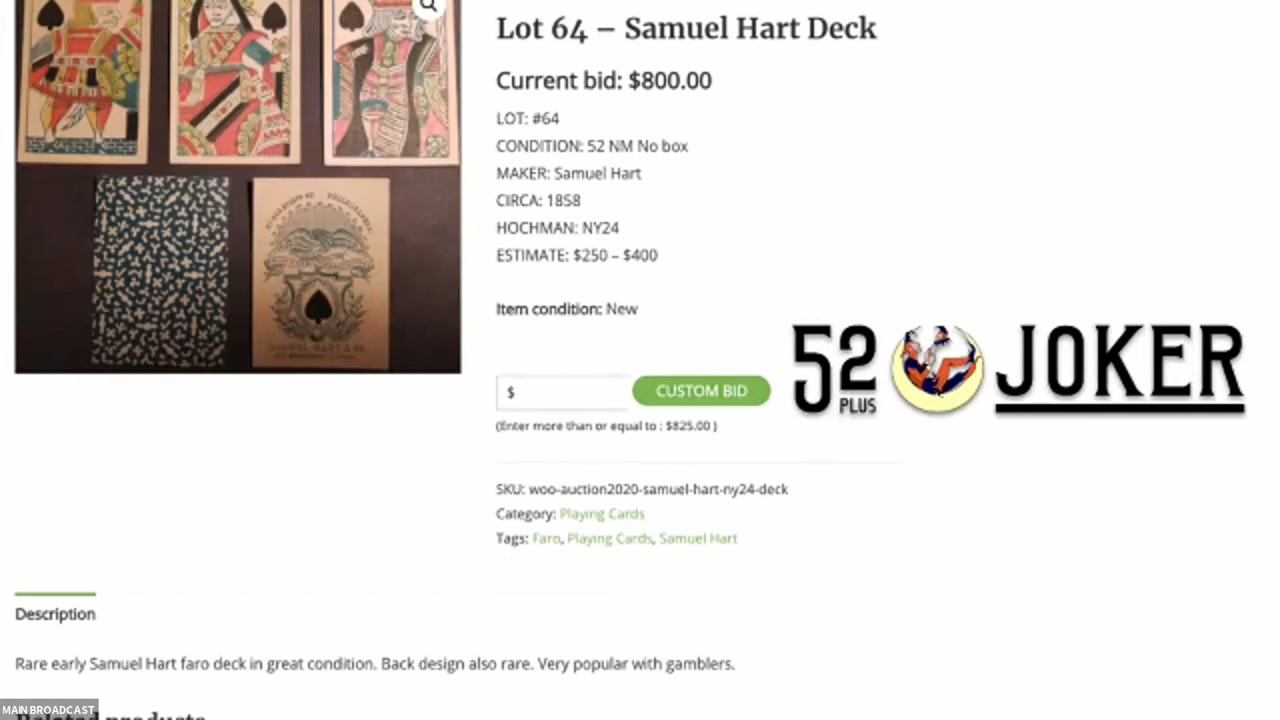 Lot 64 – Samuel Hart Deck
Current bid: $800.00
LOT: #64
CONDITION: 52 NM No box
MAKER: Samuel Hart
CIRCA: 1858
HOCHMAN: NY24
ESTIMATE: $250 – $400
Item condition: New
$
CUSTOM BID
(Enter more than or equal to : $825.00 )
52 PLUS JOKER
SKU: woo-auction2020-samuel-hart-ny24-deck
Category: Playing Cards
Tags: Faro, Playing Cards, Samuel Hart
Description
Rare early Samuel Hart faro deck in great condition. Back design also rare. Very popular with gamblers.
MAIN BROADCAST
Related products